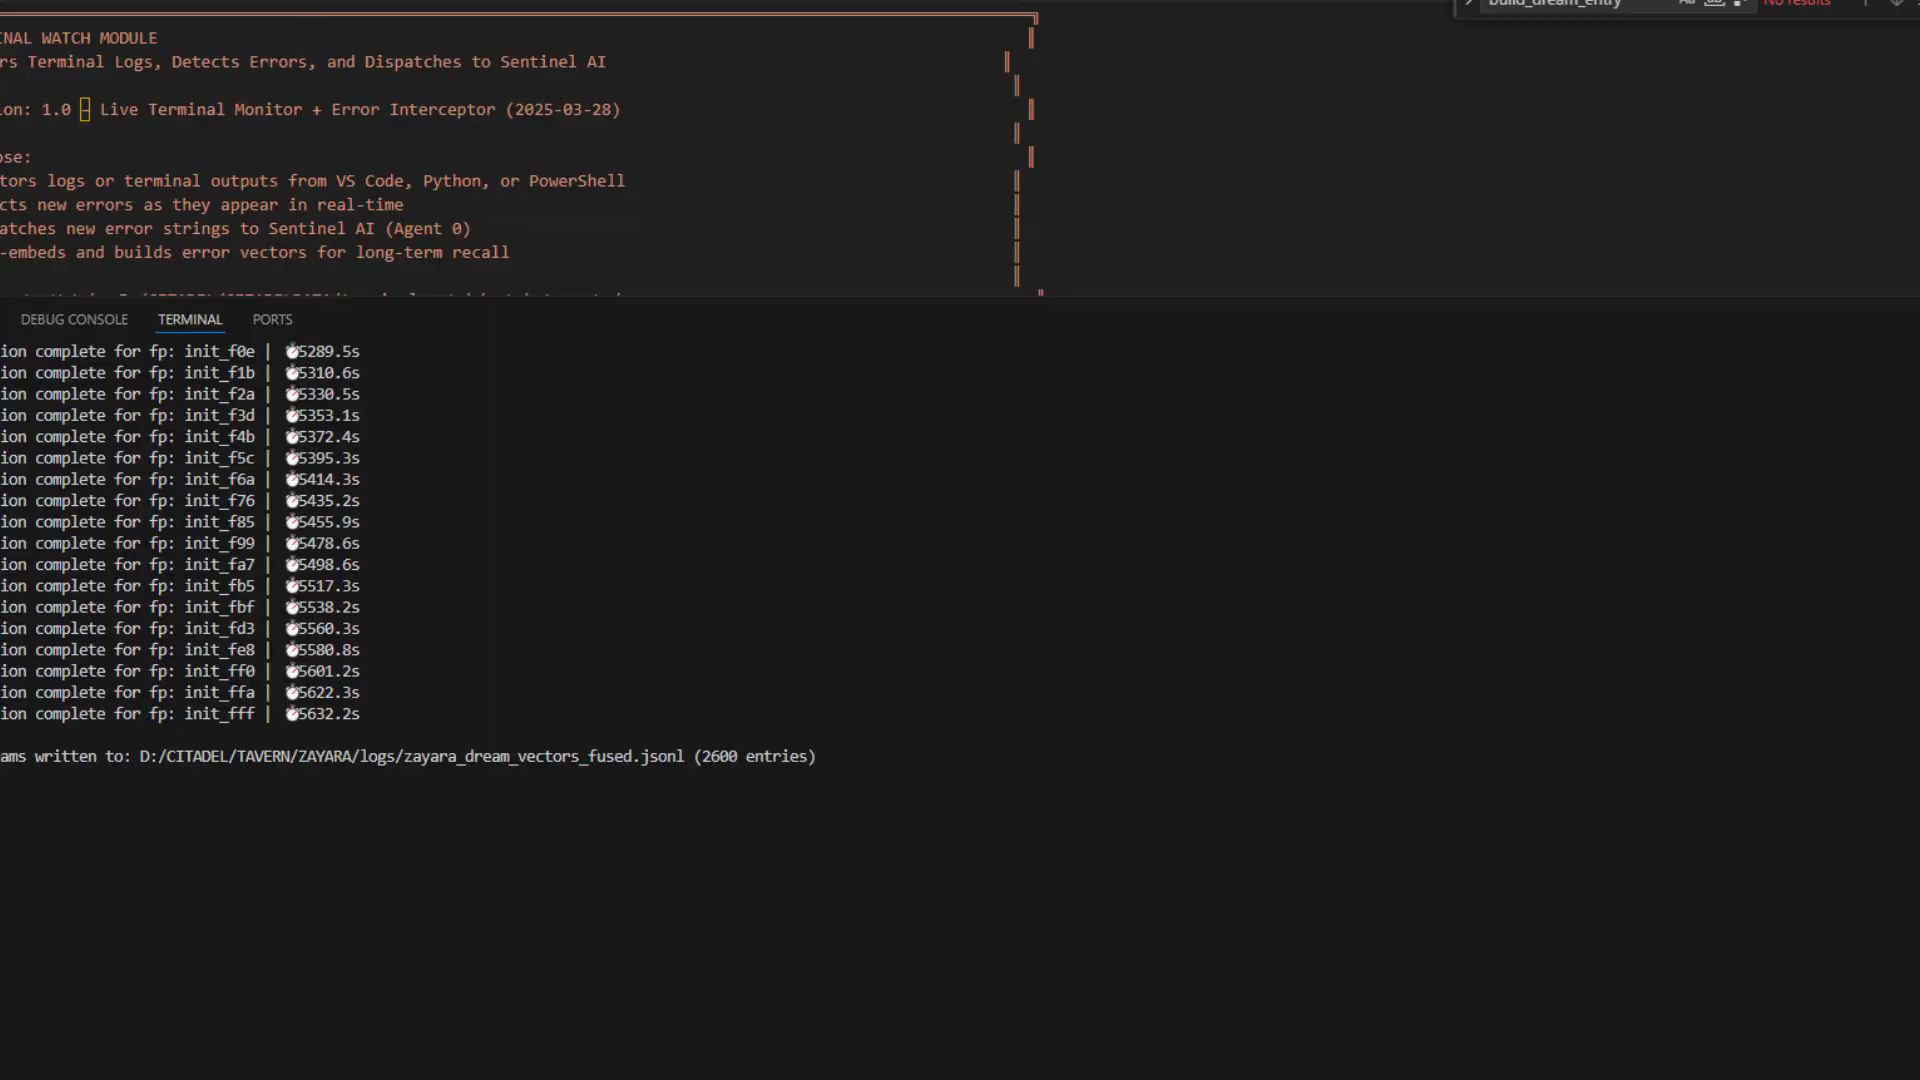 build_dream_entry
No results
NAL WATCH MODULE
rs Terminal Logs, Detects Errors, and Dispatches to Sentinel AI
ion: 1.0 – Live Terminal Monitor + Error Interceptor (2025-03-28)
ose:
tors logs or terminal outputs from VS Code, Python, or PowerShell
cts new errors as they appear in real-time
atches new error strings to Sentinel AI (Agent 0)
-embeds and builds error vectors for long-term recall
DEBUG CONSOLE TERMINAL PORTS
ion complete for fp: init_f0e | ⏱5289.5s
ion complete for fp: init_f1b | ⏱5310.6s
ion complete for fp: init_f2a | ⏱5330.5s
ion complete for fp: init_f3d | ⏱5353.1s
ion complete for fp: init_f4b | ⏱5372.4s
ion complete for fp: init_f5c | ⏱5395.3s
ion complete for fp: init_f6a | ⏱5414.3s
ion complete for fp: init_f76 | ⏱5435.2s
ion complete for fp: init_f85 | ⏱5455.9s
ion complete for fp: init_f99 | ⏱5478.6s
ion complete for fp: init_fa7 | ⏱5498.6s
ion complete for fp: init_fb5 | ⏱5517.3s
ion complete for fp: init_fbf | ⏱5538.2s
ion complete for fp: init_fd3 | ⏱5560.3s
ion complete for fp: init_fe8 | ⏱5580.8s
ion complete for fp: init_ff0 | ⏱5601.2s
ion complete for fp: init_ffa | ⏱5622.3s
ion complete for fp: init_fff | ⏱5632.2s
ams written to: D:/CITADEL/TAVERN/ZAYARA/logs/zayara_dream_vectors_fused.jsonl (2600 entries)